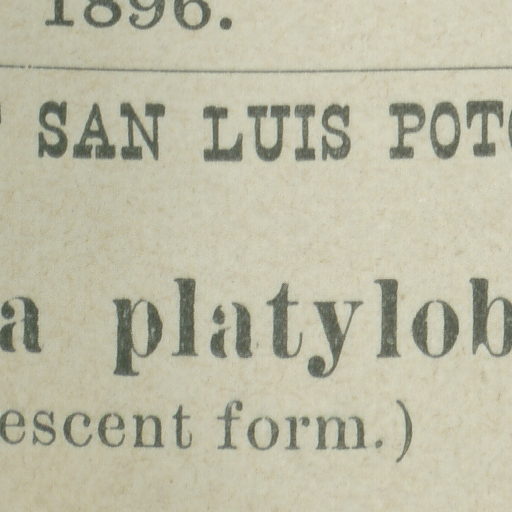 1896.
SAN LUIS POTO
a platylob
escent form.)